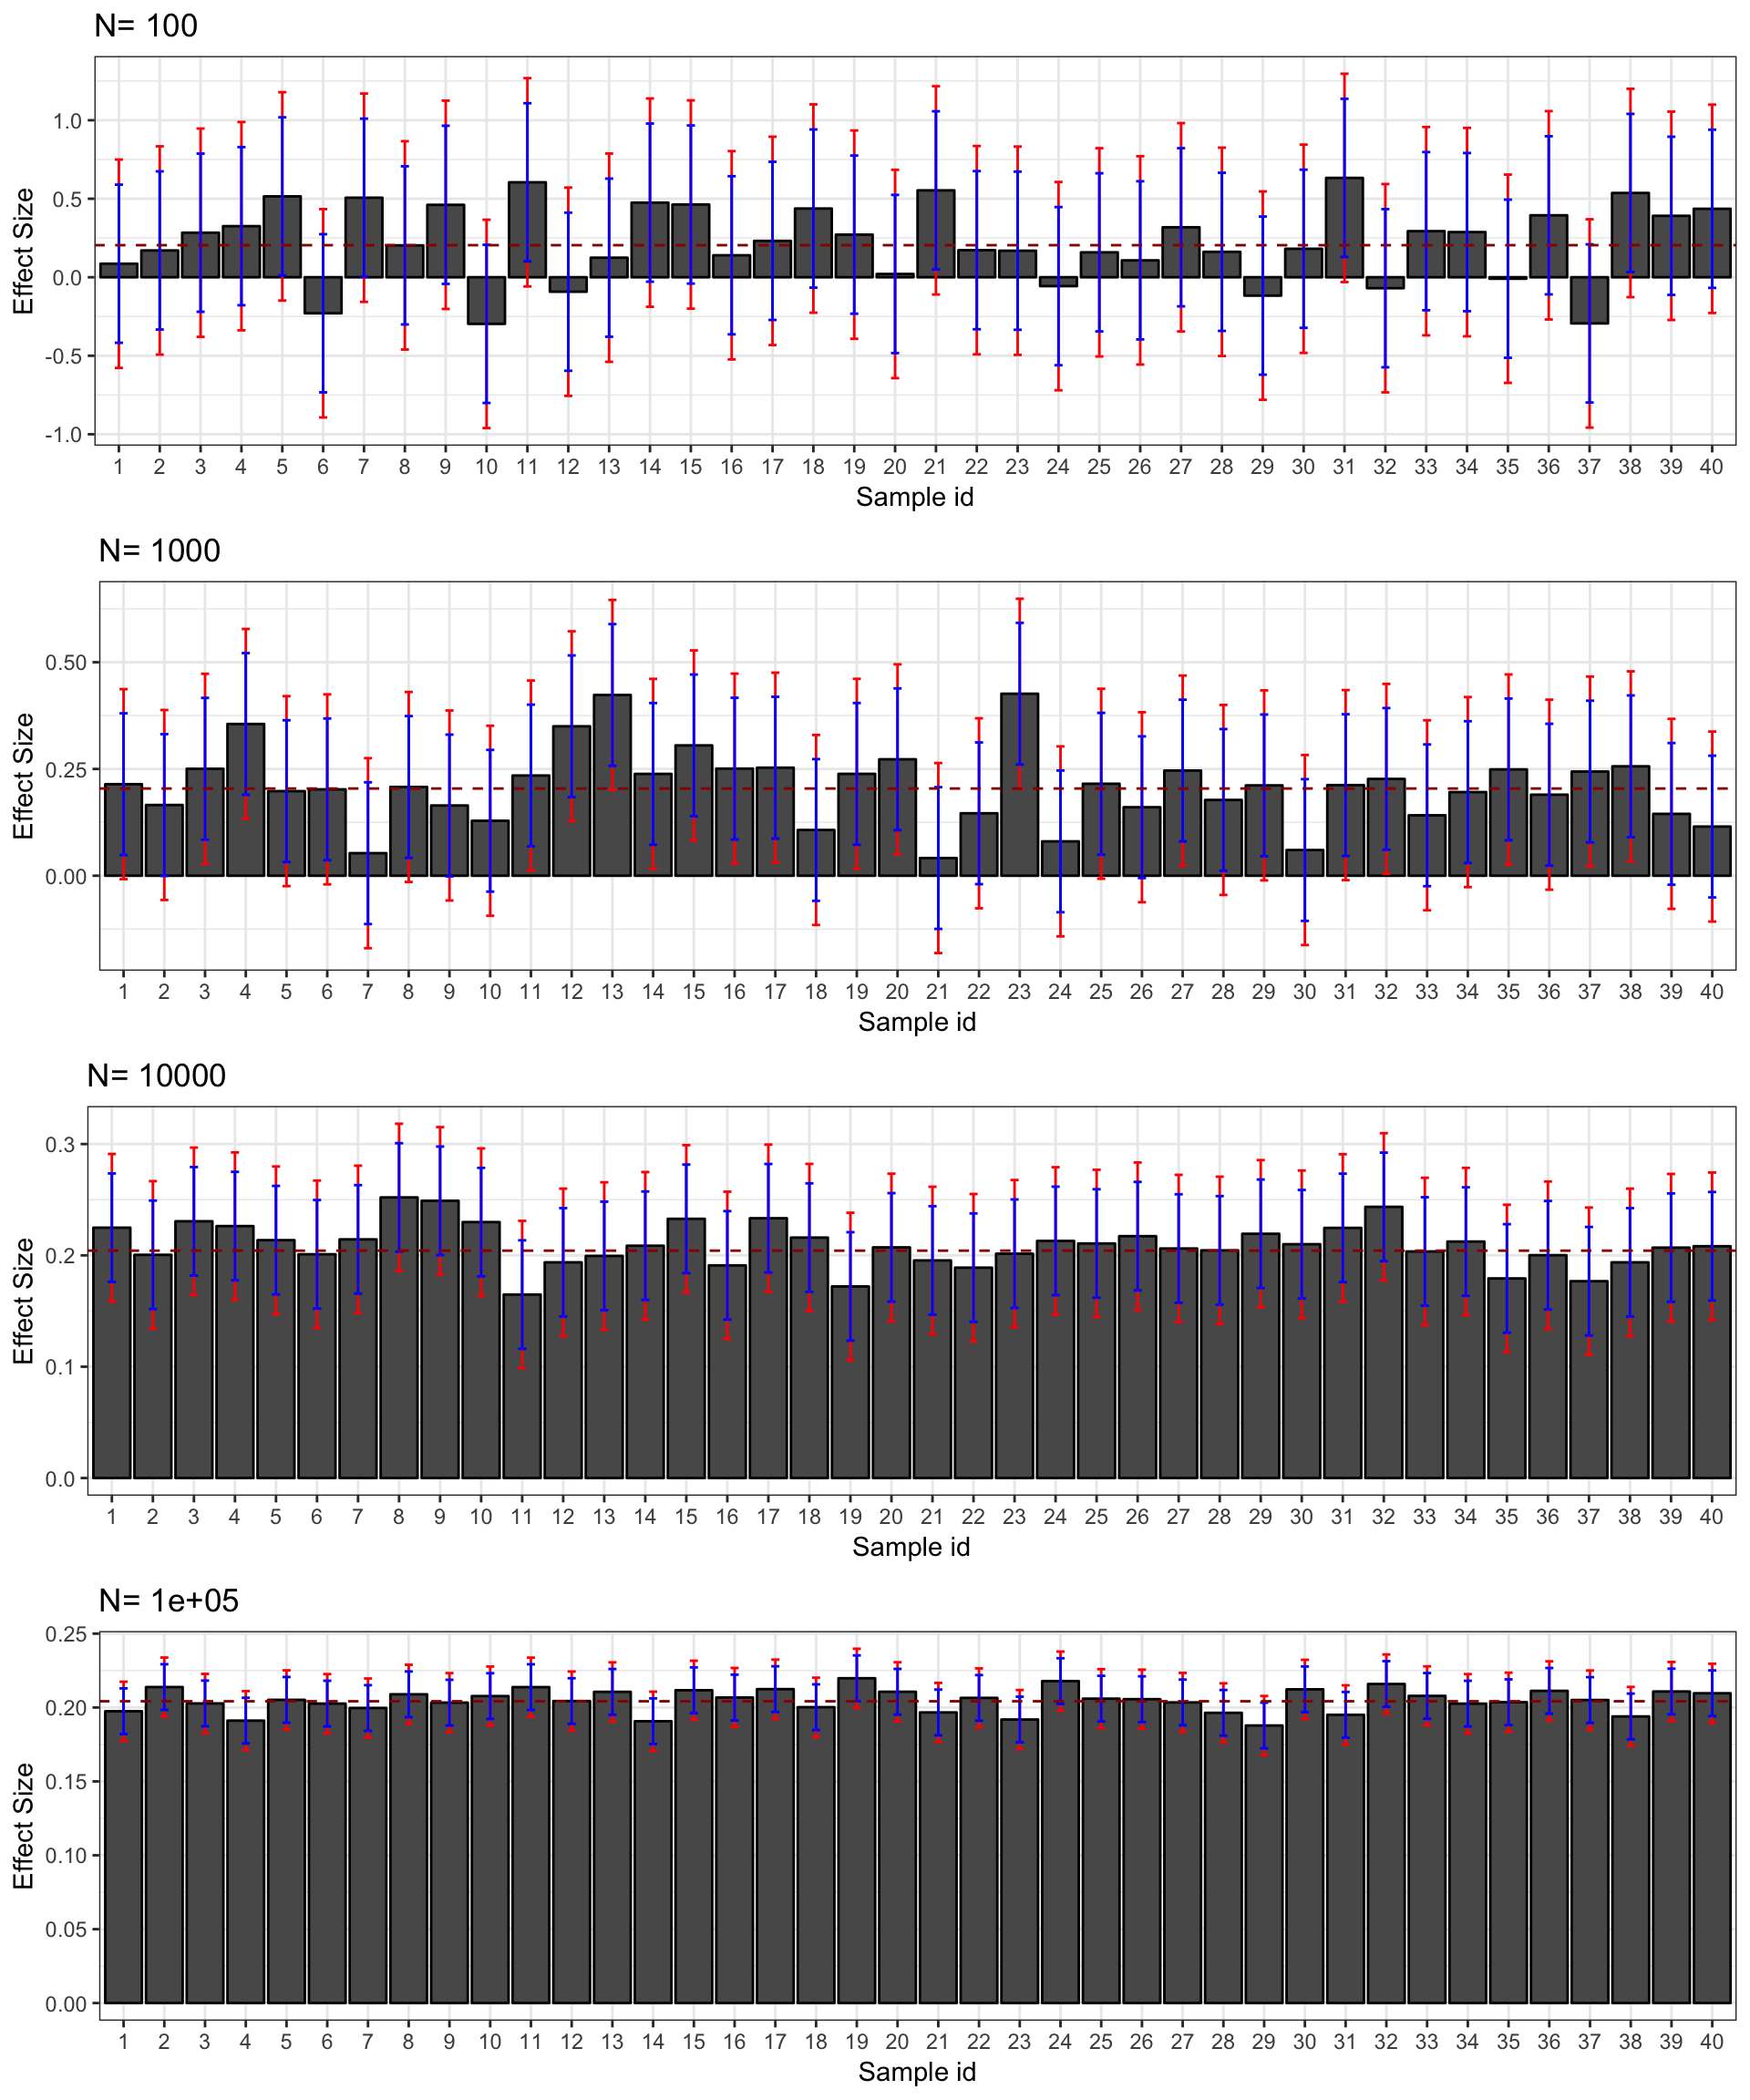 N= 100
Effect Size
1.0
0.5
0.0
-0.5
-1.0
1 2 3 4 5 6 7 8 9 10 11 12 13 14 15 16 17 18 19 20 21 22 23 24 25 26 27 28 29 30 31 32 33 34 35 36 37 38 39 40
Sample id
N= 1000
Effect Size
0.50
0.25
0.00
1 2 3 4 5 6 7 8 9 10 11 12 13 14 15 16 17 18 19 20 21 22 23 24 25 26 27 28 29 30 31 32 33 34 35 36 37 38 39 40
Sample id
N= 10000
Effect Size
0.3
0.2
0.1
0.0
1 2 3 4 5 6 7 8 9 10 11 12 13 14 15 16 17 18 19 20 21 22 23 24 25 26 27 28 29 30 31 32 33 34 35 36 37 38 39 40
Sample id
N= 1e+05
Effect Size
0.25
0.20
0.15
0.10
0.05
0.00
1 2 3 4 5 6 7 8 9 10 11 12 13 14 15 16 17 18 19 20 21 22 23 24 25 26 27 28 29 30 31 32 33 34 35 36 37 38 39 40
Sample id